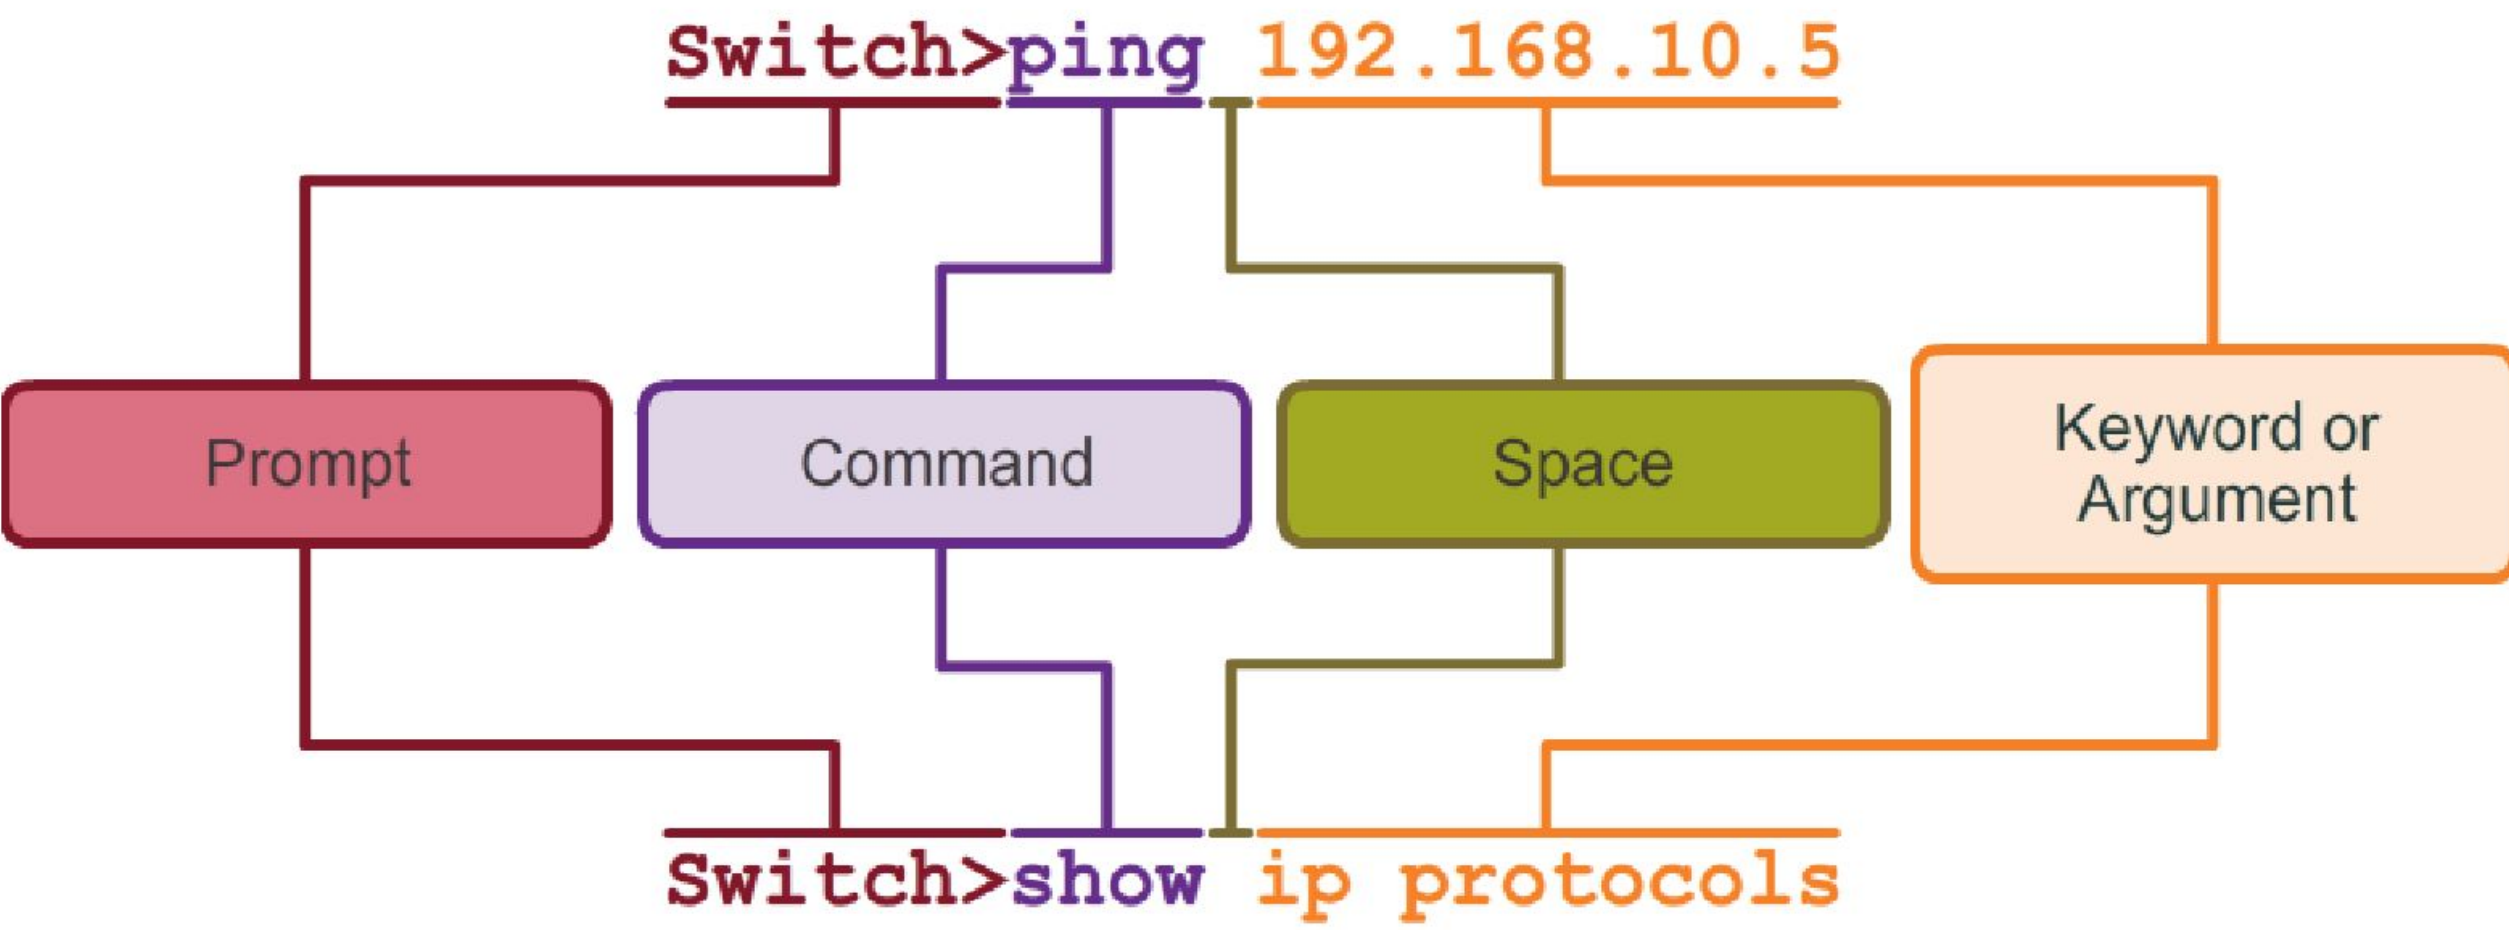 Switch>ping 192.168.10.5
Prompt
Command
Space
Keyword or
Argument
Switch>show ip protocols